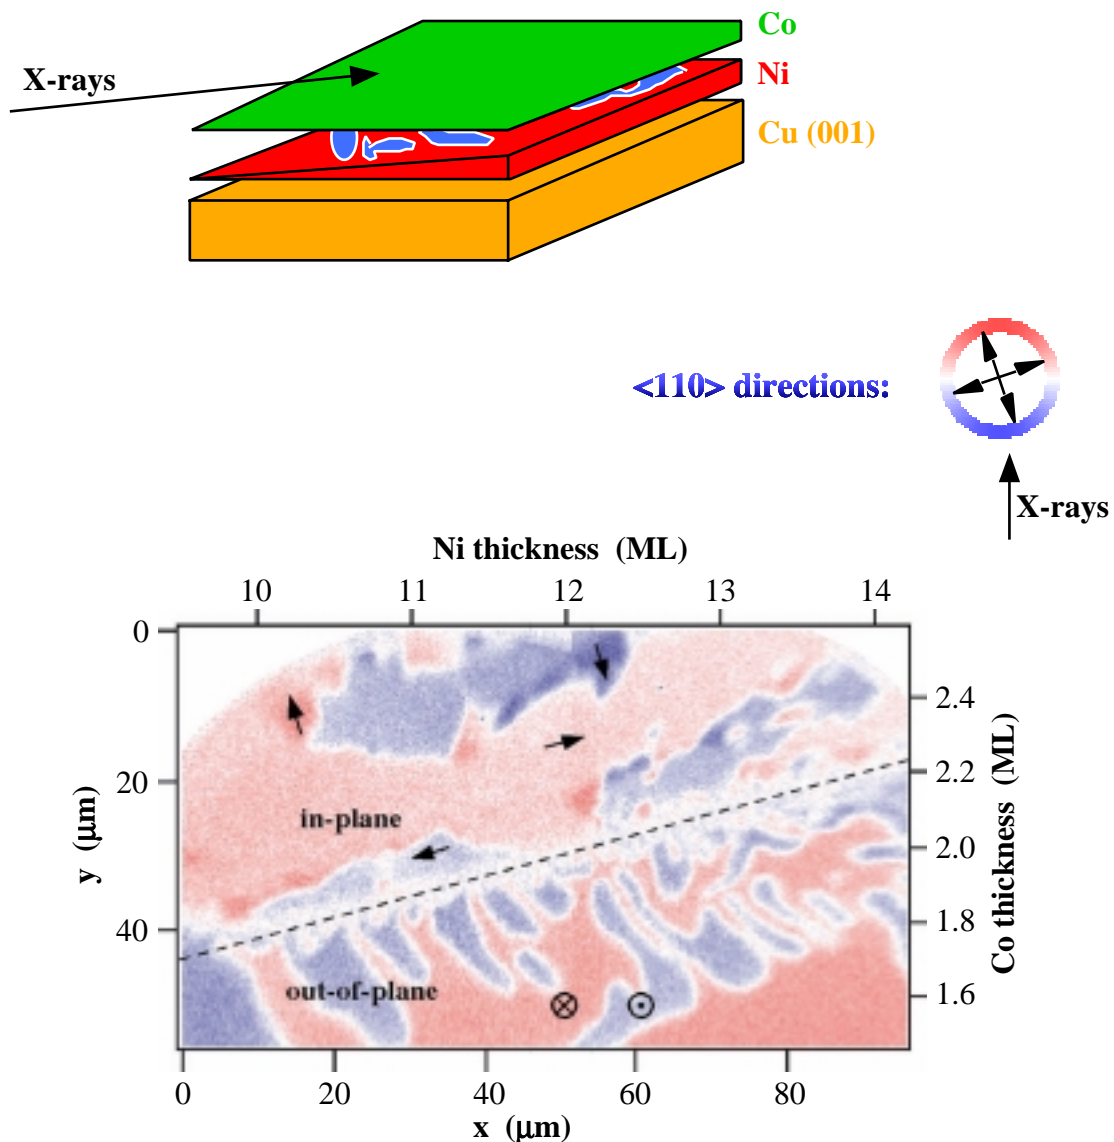 Co
X-rays
Ni
Cu (001)
<110> directions:
X-rays
Ni thickness (ML)
10 11 12 13 14
0
20
40
y (μm)
in-plane
out-of-plane
2.4
2.2
2.0
1.8
1.6
Co thickness (ML)
0 20 40 60 80
x (μm)